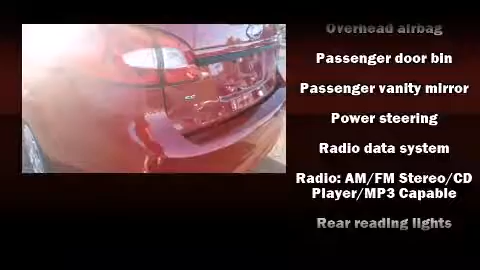 Overhead airbag
Passenger door bin
Passenger vanity mirror
Power steering
Radio data system
Radio: AM/FM Stereo/CD
Player/MP3 Capable
Rear reading lights